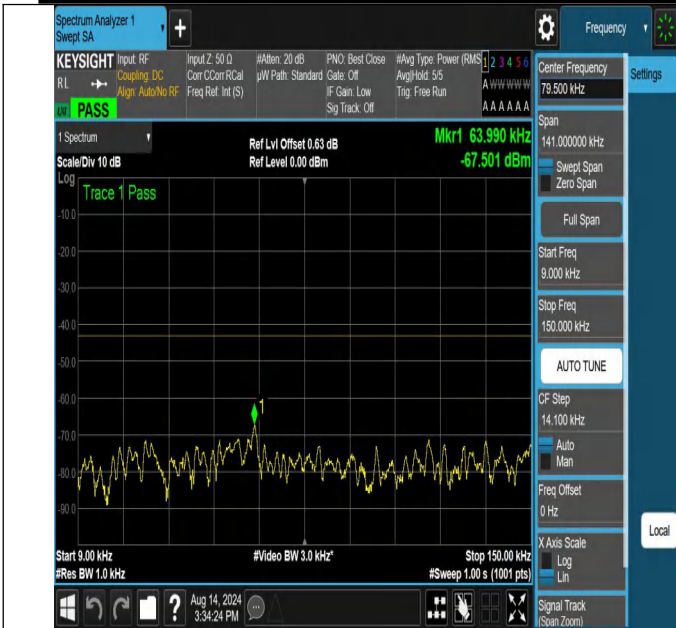 Spectrum Analyzer 1
Swept SA
+
Frequency
KEYSIGHT
RL
PASS
Input: RF
Coupling: DC
Align: Auto/No RF
Input Z: 50 Ω
Corr CCorr RCal
Freq Ref: Int (S)
#Atten: 20 dB
µW Path: Standard
PNO: Best Close
Gate: Off
IF Gain: Low
Sig Track: Off
#Avg Type: Power (RMS
Avg|Hold: 5/5
Trig: Free Run
1 2 3 4 5 6
A W W W W W
A A A A A A
1 Spectrum
Scale/Div 10 dB
Log
Ref Lvl Offset 0.63 dB
Ref Level 0.00 dBm
Mkr1 63.990 kHz
-67.501 dBm
Trace 1 Pass
-10.0
-20.0
-30.0
-40.0
-50.0
-60.0
-70.0
-80.0
-90.0
1
Start 9.00 kHz
#Res BW 1.0 kHz
#Video BW 3.0 kHz*
Stop 150.00 kHz
#Sweep 1.00 s (1001 pts)
?
Aug 14, 2024
3:34:24 PM
Center Frequency
79.500 kHz
Settings
Span
141.000000 kHz
Swept Span
Zero Span
Full Span
Start Freq
9.000 kHz
Stop Freq
150.000 kHz
AUTO TUNE
CF Step
14.100 kHz
Auto
Man
Freq Offset
0 Hz
Local
X Axis Scale
Log
Lin
Signal Track
(Span Zoom)